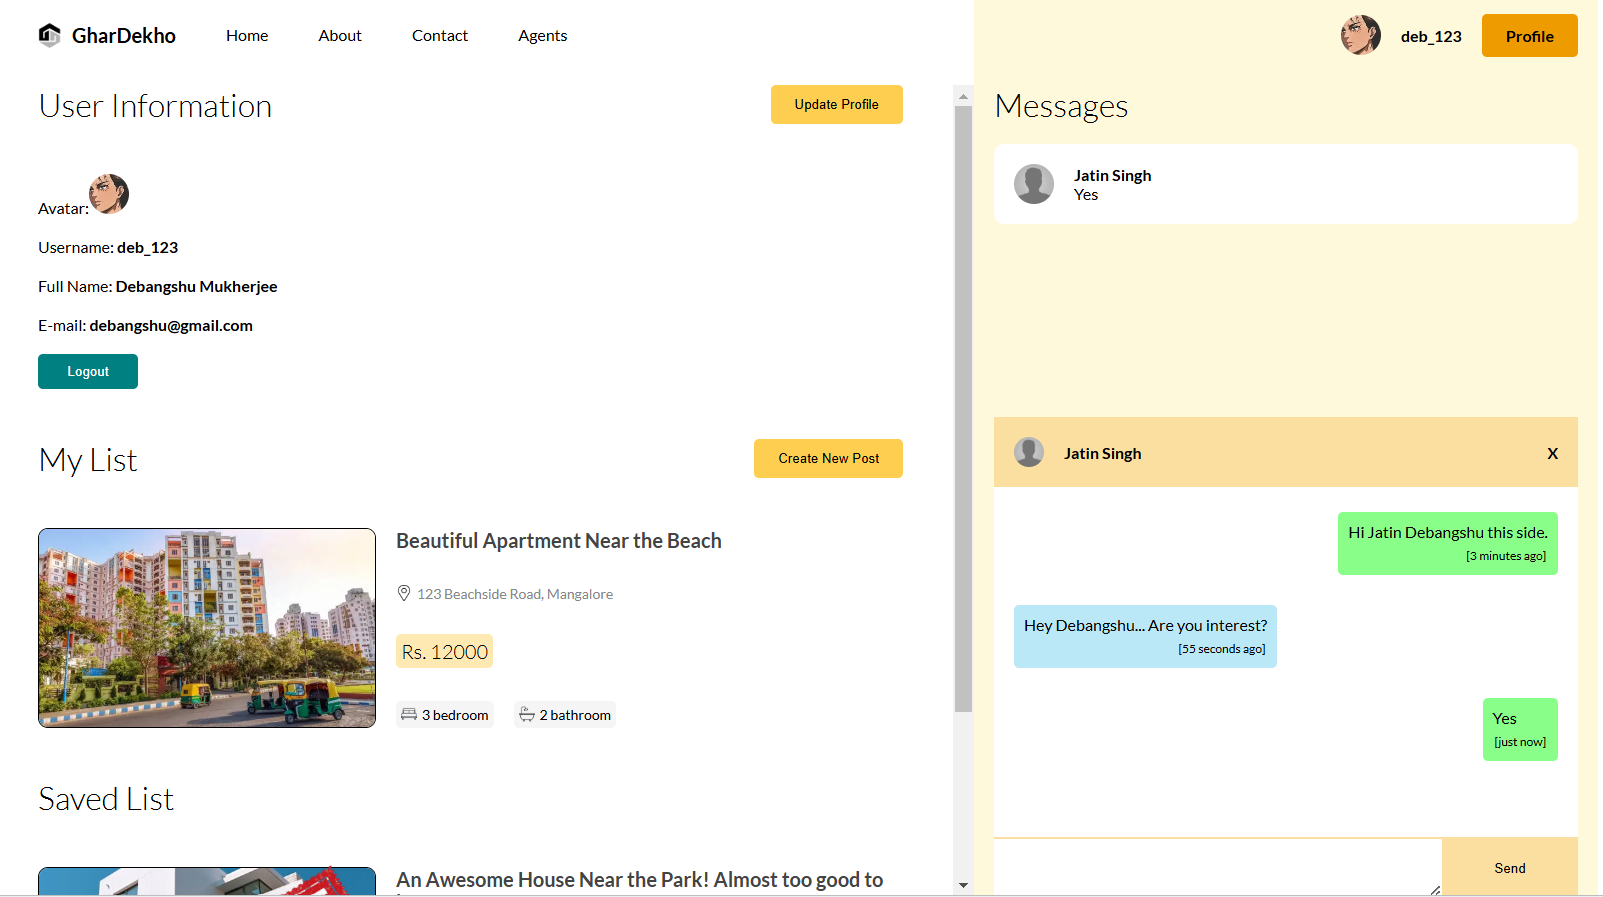 GharDekho
Home
About
Contact
Agents
deb_123
Profile
User Information
Update Profile
Avatar:
Username: deb_123
Full Name: Debangshu Mukherjee
E-mail: debangshu@gmail.com
Logout
My List
Create New Post
Beautiful Apartment Near the Beach
123 Beachside Road, Mangalore
Rs. 12000
3 bedroom
2 bathroom
Saved List
An Awesome House Near the Park! Almost too good to
Messages
Jatin Singh
Yes
Jatin Singh
X
Hi Jatin Debangshu this side.
[3 minutes ago]
Hey Debangshu... Are you interest?
[55 seconds ago]
Yes
[just now]
Send